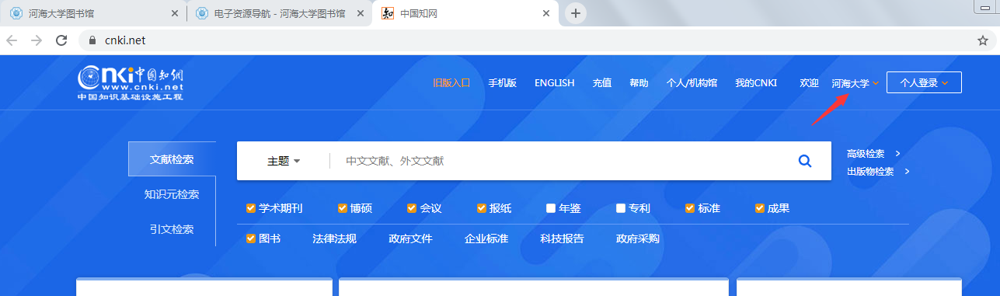 河海大学图书馆
电子资源导航 - 河海大学图书馆
中国知网
cnki.net
cnki中国知网
www.cnki.net
中国知识基础设施工程
旧版入口 手机版 ENGLISH 充值 帮助 个人/机构馆 我的CNKI 欢迎 河海大学 个人登录
文献检索 主题 中文文献、外文文献 高级检索 >
出版物检索 >
知识元检索
学术期刊 博硕 会议 报纸 年鉴 专利 标准 成果
引文检索
图书 法律法规 政府文件 企业标准 科技报告 政府采购